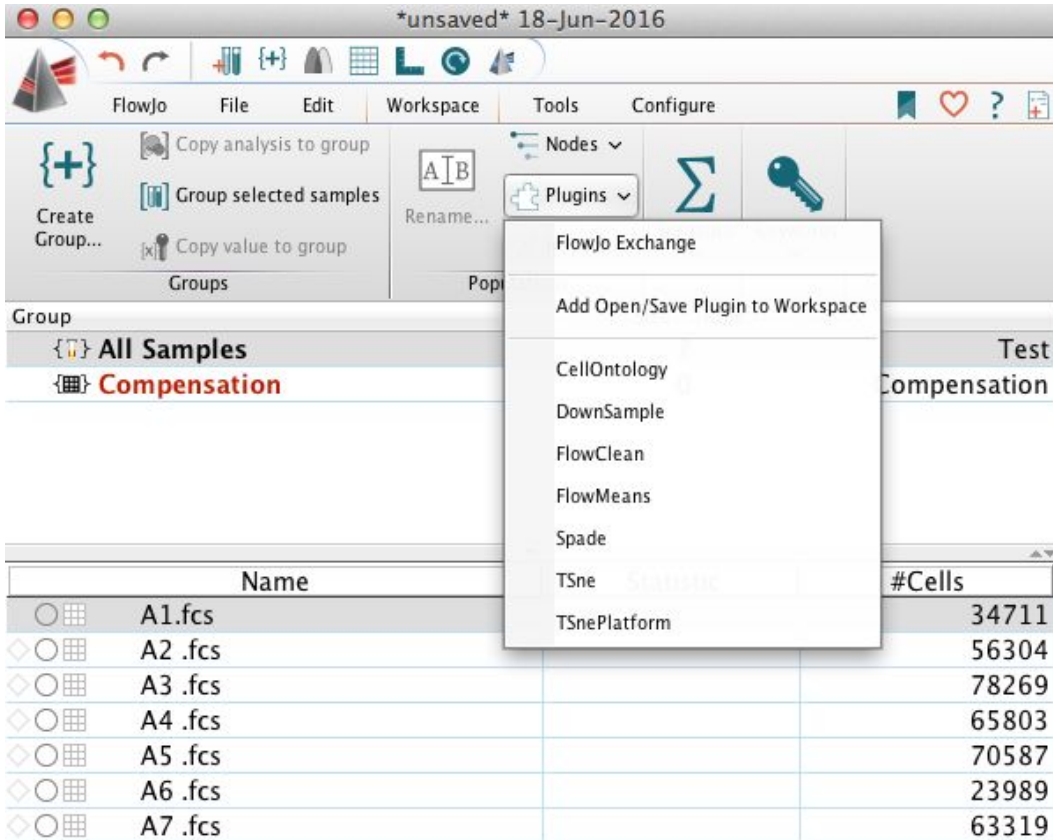 *unsaved* 18-Jun-2016
{+}
FlowJo File Edit Workspace Tools Configure
?
{+} Copy analysis to group
Group selected samples
Copy value to group
Create
Group...
A B
Rename...
Nodes
Plugins
Σ
Groups
FlowJo Exchange
Add Open/Save Plugin to Workspace
CellOntology
DownSample
FlowClean
FlowMeans
Spade
TSne
TSnePlatform
Group
All Samples Test
Compensation Compensation
Name Statistic #Cells
A1.fcs 34711
A2 .fcs 56304
A3 .fcs 78269
A4 .fcs 65803
A5 .fcs 70587
A6 .fcs 23989
A7 .fcs 63319